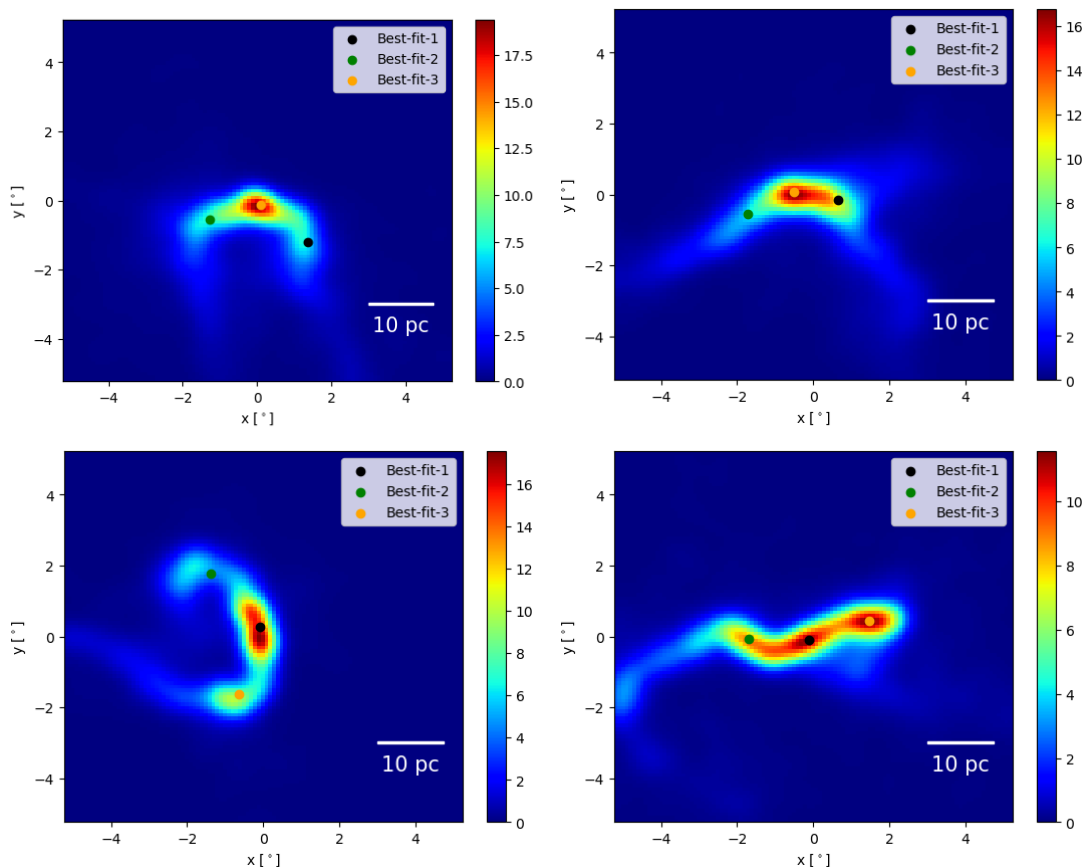 Best-fit-1
Best-fit-2
Best-fit-3
10 pc
y [°]
4
2
0
−2
−4
−4 −2 0 2 4
x [°]
17.5
15.0
12.5
10.0
7.5
5.0
2.5
0.0
Best-fit-1
Best-fit-2
Best-fit-3
10 pc
y [°]
4
2
0
−2
−4
−4 −2 0 2 4
x [°]
16
14
12
10
8
6
4
2
0
Best-fit-1
Best-fit-2
Best-fit-3
10 pc
y [°]
4
2
0
−2
−4
−4 −2 0 2 4
x [°]
16
14
12
10
8
6
4
2
0
Best-fit-1
Best-fit-2
Best-fit-3
10 pc
y [°]
4
2
0
−2
−4
−4 −2 0 2 4
x [°]
10
8
6
4
2
0